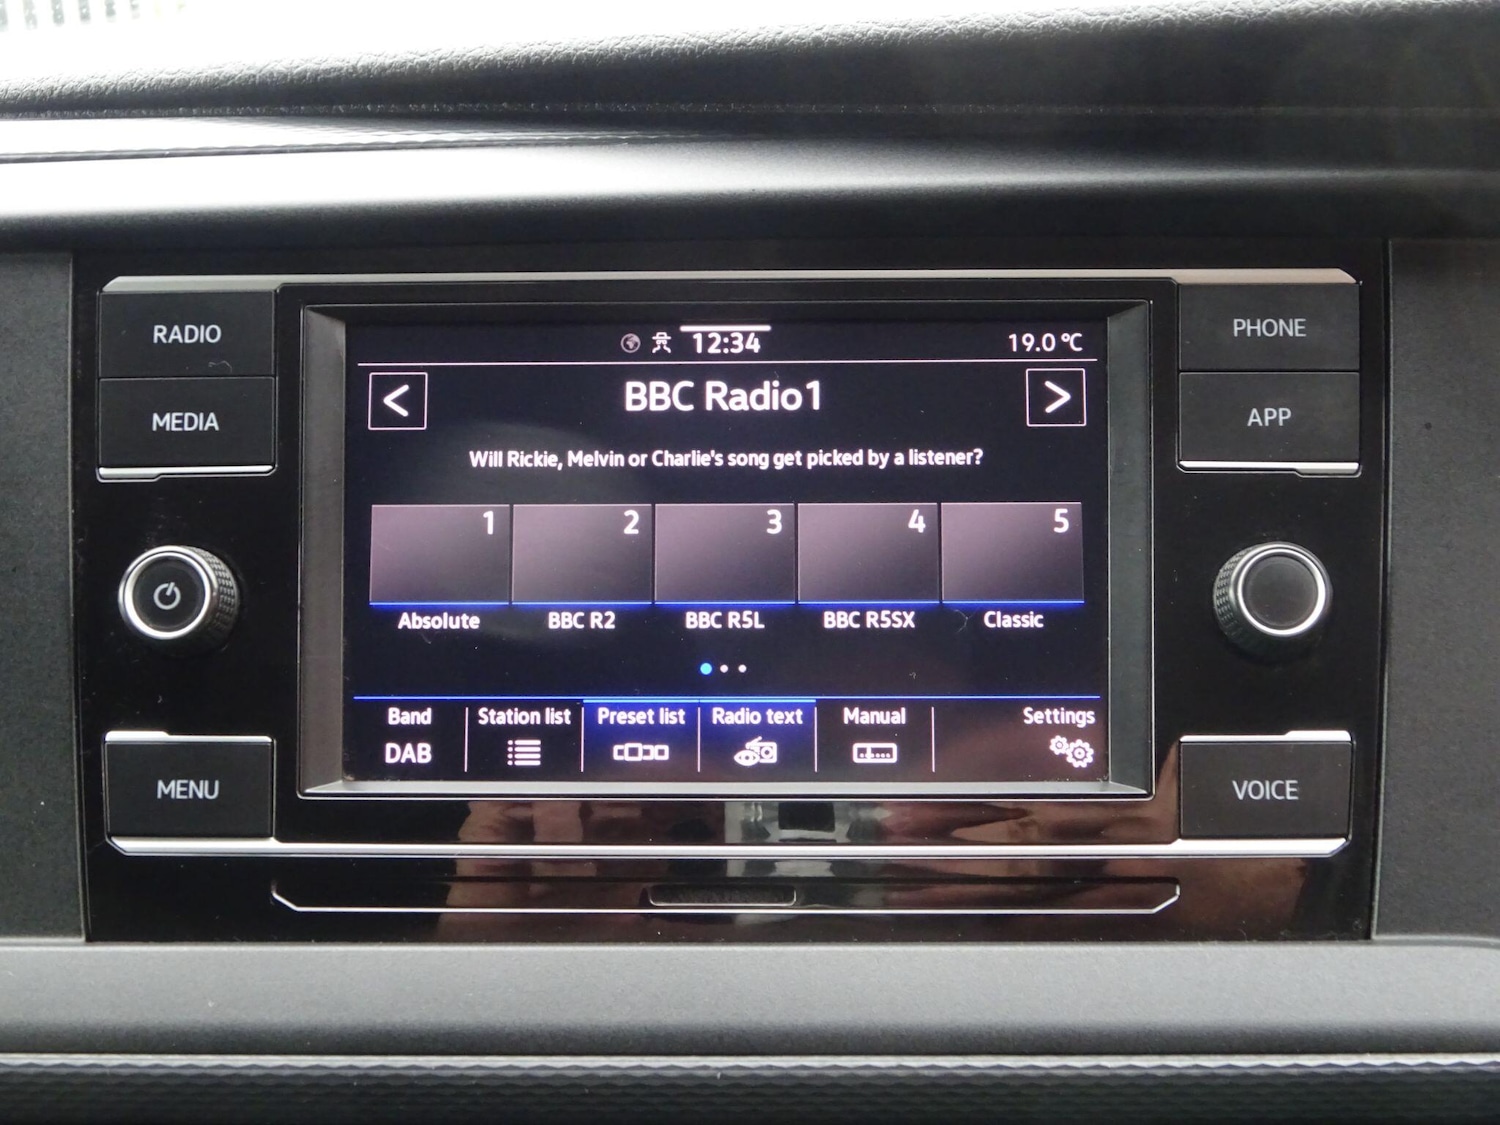 RADIO
MEDIA
MENU
PHONE
APP
VOICE
12:34
19.0 °C
<
BBC Radio1
>
Will Rickie, Melvin or Charlie's song get picked by a listener?
1 2 3 4 5
Absolute BBC R2 BBC R5L BBC R5SX Classic
Band Station list Preset list Radio text Manual Settings
DAB